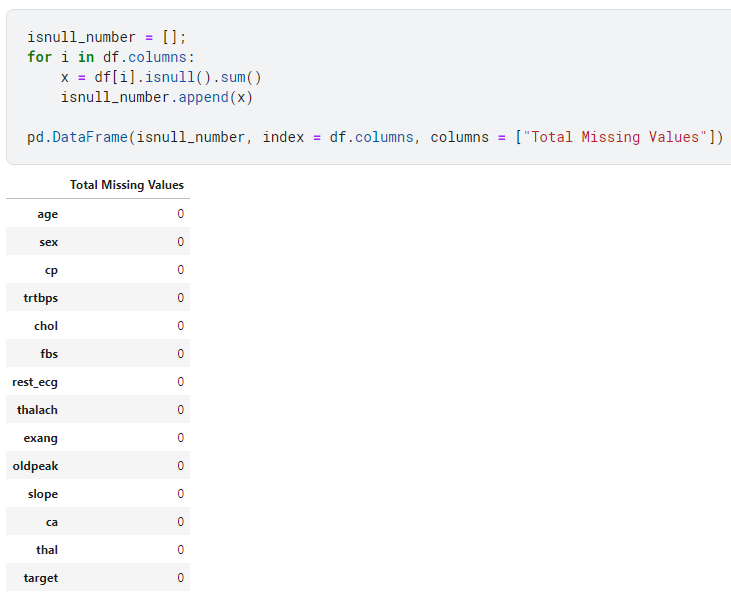 isnull_number = [];
for i in df.columns:
    x = df[i].isnull().sum()
    isnull_number.append(x)
pd.DataFrame(isnull_number, index = df.columns, columns = ["Total Missing Values"])
Total Missing Values
age 0
sex 0
cp 0
trtbps 0
chol 0
fbs 0
rest_ecg 0
thalach 0
exang 0
oldpeak 0
slope 0
ca 0
thal 0
target 0